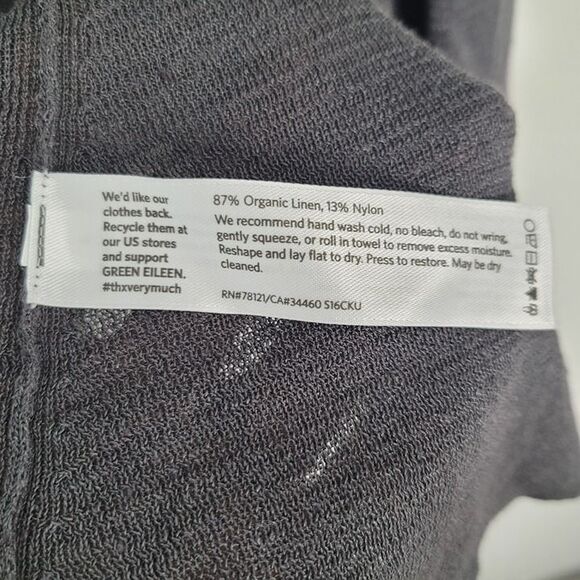 We'd like our
clothes back.
Recycle them at
our US stores
and support
GREEN EILEEN.
#thxverymuch
87% Organic Linen, 13% Nylon
We recommend hand wash cold, no bleach, do not wring,
gently squeeze, or roll in towel to remove excess moisture.
Reshape and lay flat to dry. Press to restore. May be dry
cleaned.
RN#78121/CA#34460 S16CKU